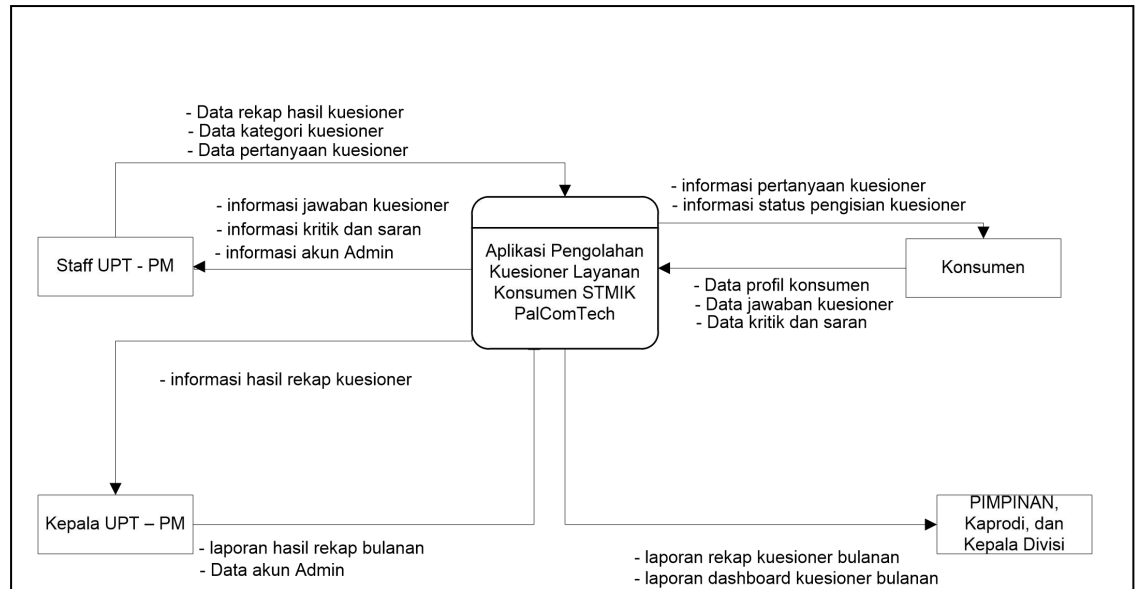 - Data rekap hasil kuesioner
- Data kategori kuesioner
- Data pertanyaan kuesioner
- informasi pertanyaan kuesioner
- informasi status pengisian kuesioner
- informasi jawaban kuesioner
- informasi kritik dan saran
- informasi akun Admin
Staff UPT - PM
Aplikasi Pengolahan
Kuesioner Layanan
Konsumen STMIK
PalComTech
Konsumen
- Data profil konsumen
- Data jawaban kuesioner
- Data kritik dan saran
- informasi hasil rekap kuesioner
Kepala UPT – PM
- laporan hasil rekap bulanan
- Data akun Admin
PIMPINAN,
Kaprodi, dan
Kepala Divisi
- laporan rekap kuesioner bulanan
- laporan dashboard kuesioner bulanan